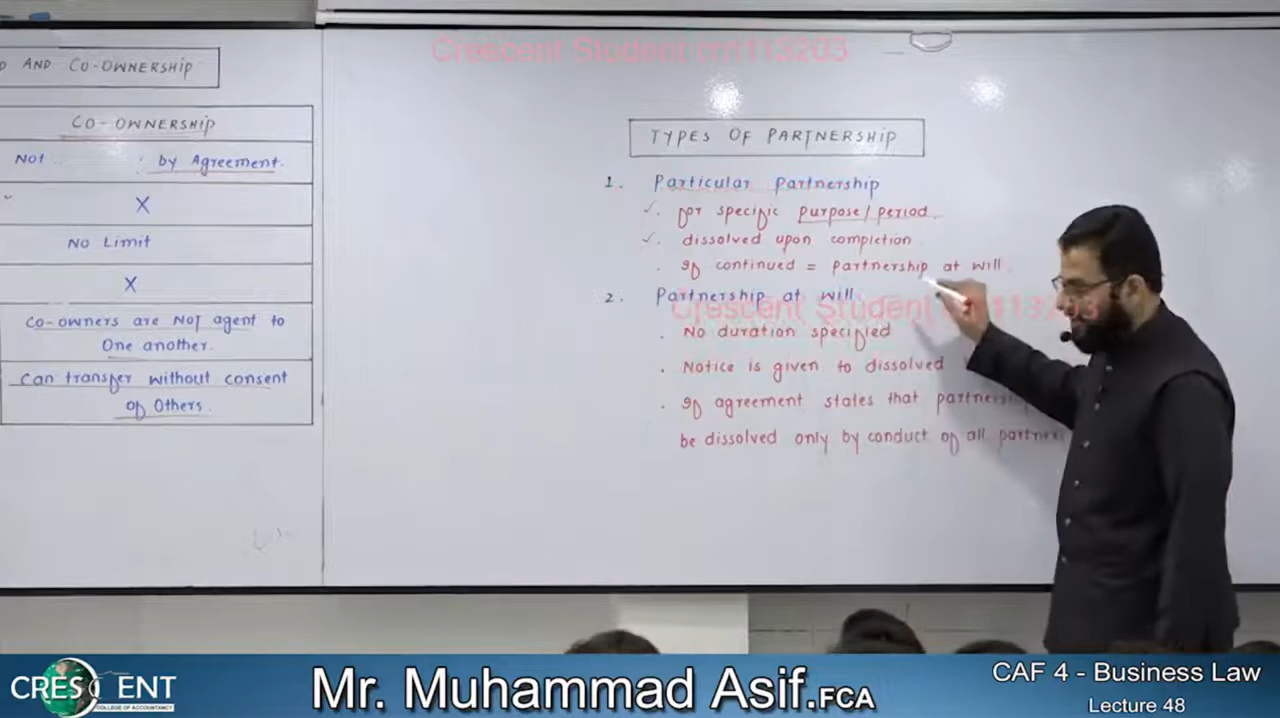 Crescent Student crn113203
P AND CO-OWNERSHIP
CO-OWNERSHIP
Not by Agreement.
X
No Limit
X
Co-owners are Not agent to
One another.
Can transfer without consent
of Others.
TYPES OF PARTNERSHIP
1. Particular Partnership
✓. for specific purpose/period.
✓. dissolved upon completion.
. If continued = partnership at will.
2. Partnership at will.
Crescent Student
. No duration specified
. Notice is given to dissolved
. If agreement states that
be dissolved only by conduct of all
CRESCENT
COLLEGE OF ACCOUNTANCY
Mr. Muhammad Asif.FCA
CAF 4 - Business Law
Lecture 48